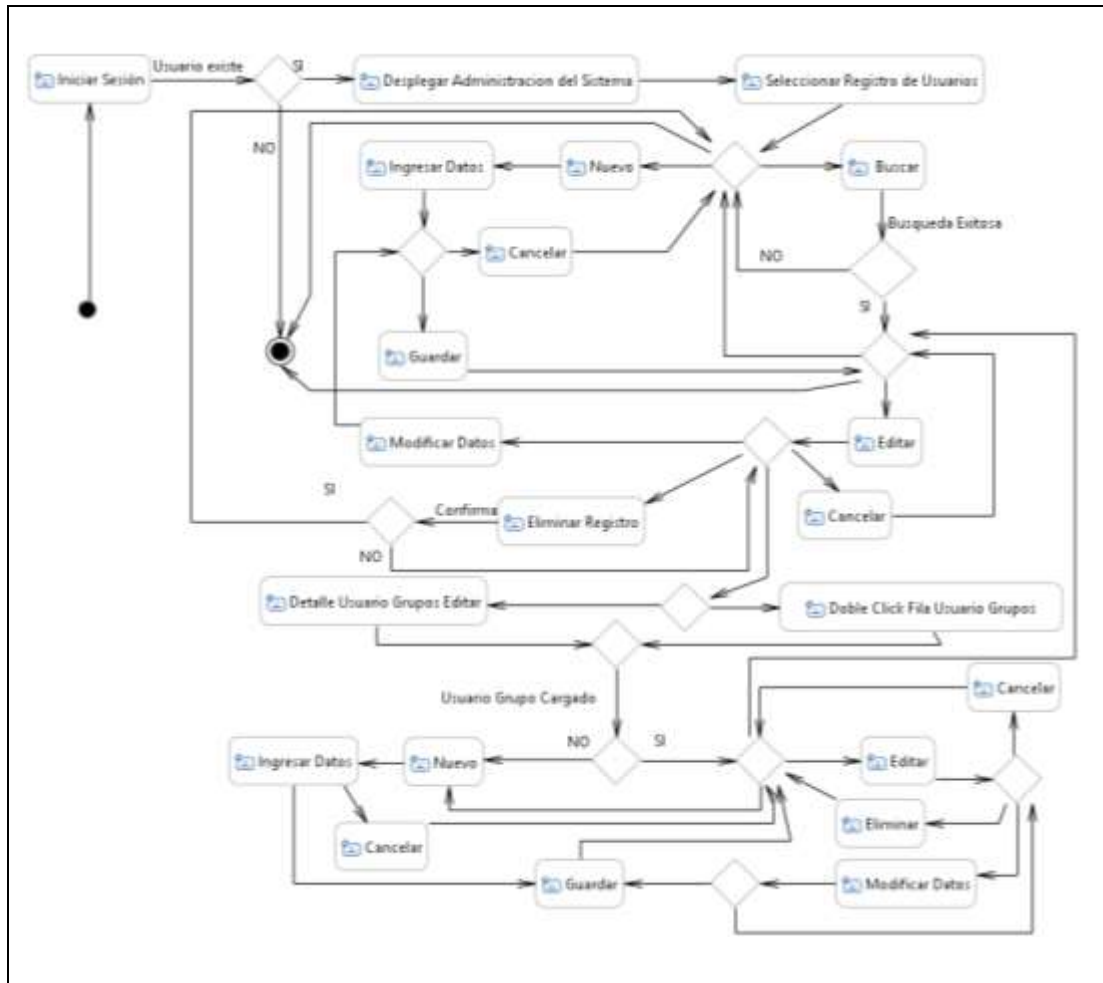 Iniciar Sesión
Usuario existe
SI
Desplegar Administracion del Sistema
Seleccionar Registro de Usuarios
NO
Ingresar Datos
Nuevo
Buscar
Busqueda Exitosa
Cancelar
NO
SI
Guardar
Modificar Datos
Editar
SI
Confirma
Eliminar Registro
Cancelar
NO
Detalle Usuario Grupos Editar
Doble Click Fila Usuario Grupos
Usuario Grupo Cargado
Cancelar
NO
SI
Ingresar Datos
Nuevo
Editar
Eliminar
Cancelar
Guardar
Modificar Datos